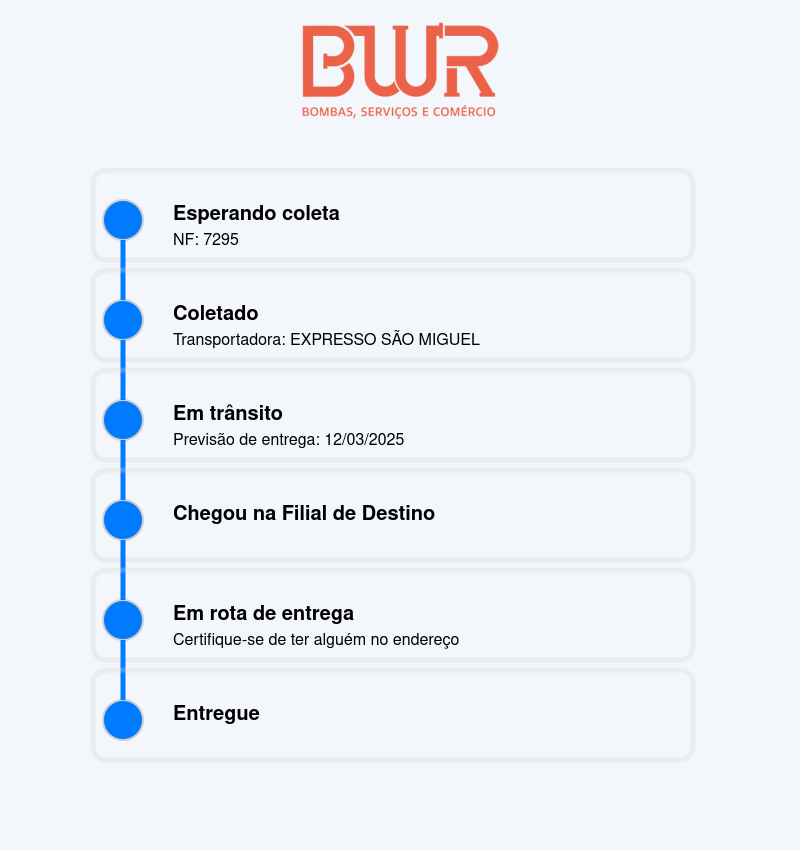 BWR
BOMBAS, SERVIÇOS E COMÉRCIO
Esperando coleta
NF: 7295
Coletado
Transportadora: EXPRESSO SÃO MIGUEL
Em trânsito
Previsão de entrega: 12/03/2025
Chegou na Filial de Destino
Em rota de entrega
Certifique-se de ter alguém no endereço
Entregue